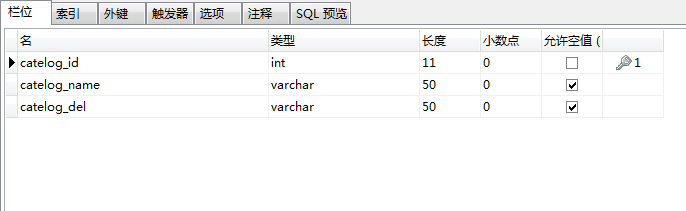 栏位 索引 外键 触发器 选项 注释 SQL 预览
名 类型 长度 小数点 允许空值 (
catelog_id int 11 0 1
catelog_name varchar 50 0
catelog_del varchar 50 0